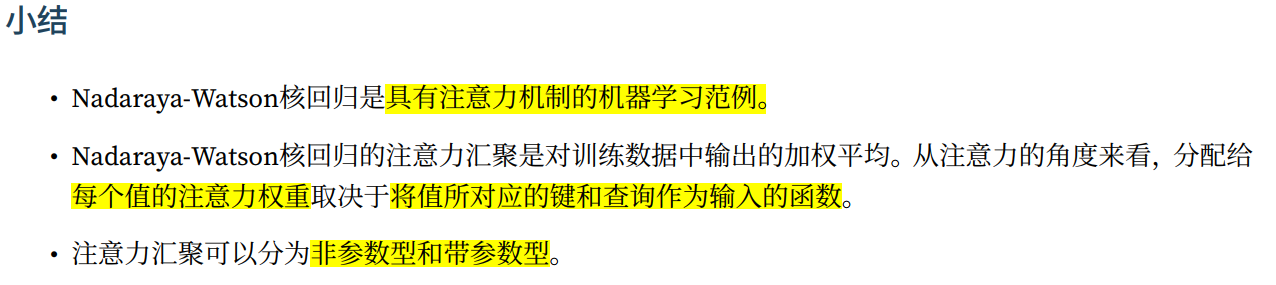 小结
• Nadaraya-Watson核回归是具有注意力机制的机器学习范例。
• Nadaraya-Watson核回归的注意力汇聚是对训练数据中输出的加权平均。从注意力的角度来看，分配给
每个值的注意力权重取决于将值所对应的键和查询作为输入的函数。
• 注意力汇聚可以分为非参数型和带参数型。